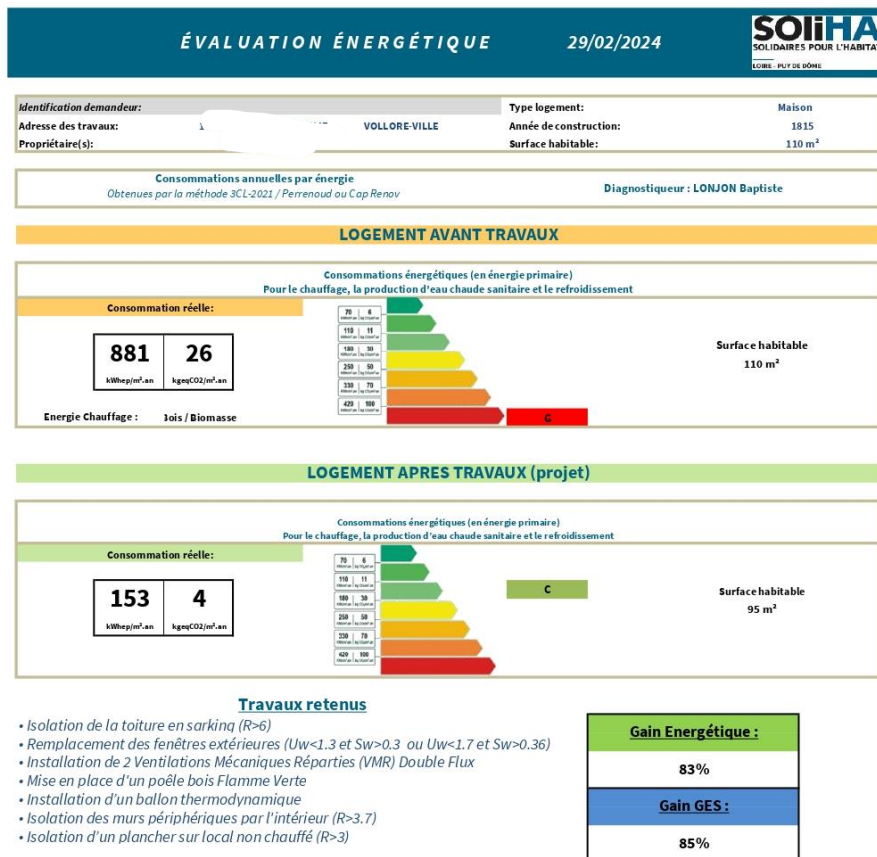 ÉVALUATION ÉNERGÉTIQUE 29/02/2024
SOLiHA
SOLIDAIRES POUR L'HABITAT
LOIRE - PUY DE DÔME
Identification demandeur: Type logement: Maison
Adresse des travaux: VOLLORE-VILLE Année de construction: 1815
Propriétaire(s): Surface habitable: 110 m²
Consommations annuelles par énergie
Obtenues par la méthode 3CL-2021 / Perrenoud ou Cap Renov
Diagnostiqueur : LONJON Baptiste
LOGEMENT AVANT TRAVAUX
Consommations énergétiques (en énergie primaire)
Pour le chauffage, la production d'eau chaude sanitaire et le refroidissement
Consommation réelle:
881 26
kWhep/m².an kgeqCO2/m².an
Energie Chauffage : Bois / Biomasse
70 6
110 11
180 30
250 50
330 70
420 100
G
Surface habitable
110 m²
LOGEMENT APRES TRAVAUX (projet)
Consommations énergétiques (en énergie primaire)
Pour le chauffage, la production d'eau chaude sanitaire et le refroidissement
Consommation réelle:
153 4
kWhep/m².an kgeqCO2/m².an
70 6
110 11
180 30
250 50
330 70
420 100
C
Surface habitable
95 m²
Travaux retenus
• Isolation de la toiture en sarking (R>6)
• Remplacement des fenêtres extérieures (Uw<1.3 et Sw>0.3 ou Uw<1.7 et Sw>0.36)
• Installation de 2 Ventilations Mécaniques Réparties (VMR) Double Flux
• Mise en place d'un poêle bois Flamme Verte
• Installation d'un ballon thermodynamique
• Isolation des murs périphériques par l'intérieur (R>3.7)
• Isolation d'un plancher sur local non chauffé (R>3)
Gain Energétique :
83%
Gain GES :
85%